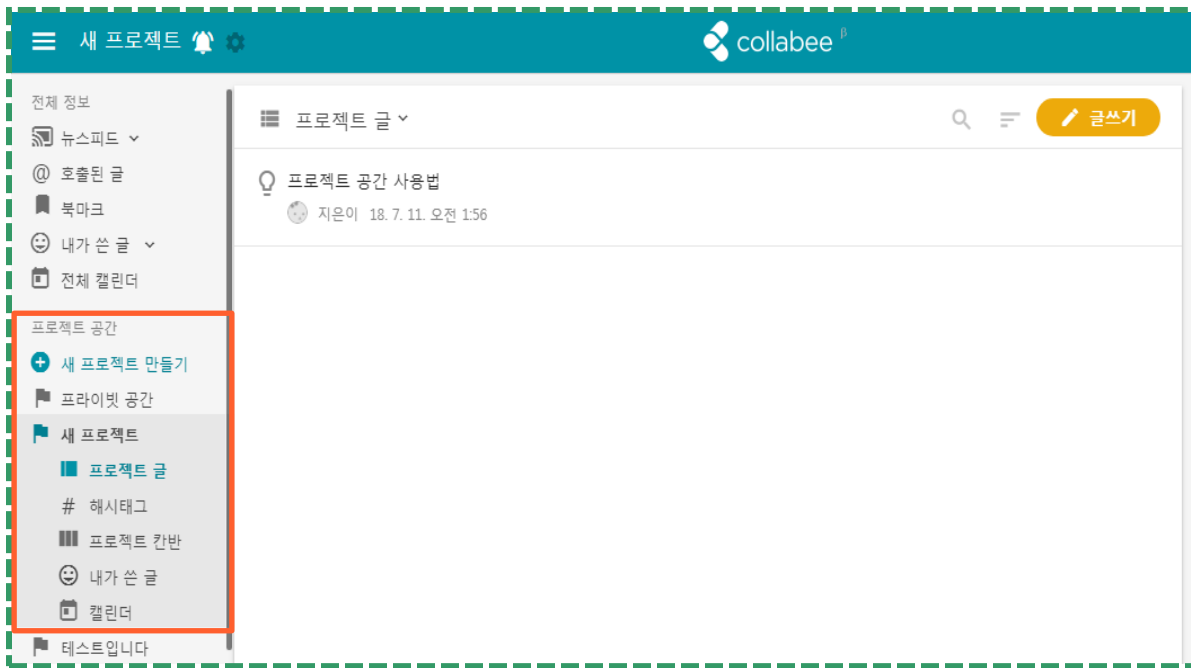 새 프로젝트
collabee β
전체 정보
뉴스피드
@ 호출된 글
북마크
내가 쓴 글
전체 캘린더
프로젝트 공간
새 프로젝트 만들기
프라이빗 공간
새 프로젝트
프로젝트 글
# 해시태그
프로젝트 칸반
내가 쓴 글
캘린더
테스트입니다
프로젝트 글
글쓰기
프로젝트 공간 사용법
지은이 18. 7. 11. 오전 1:56